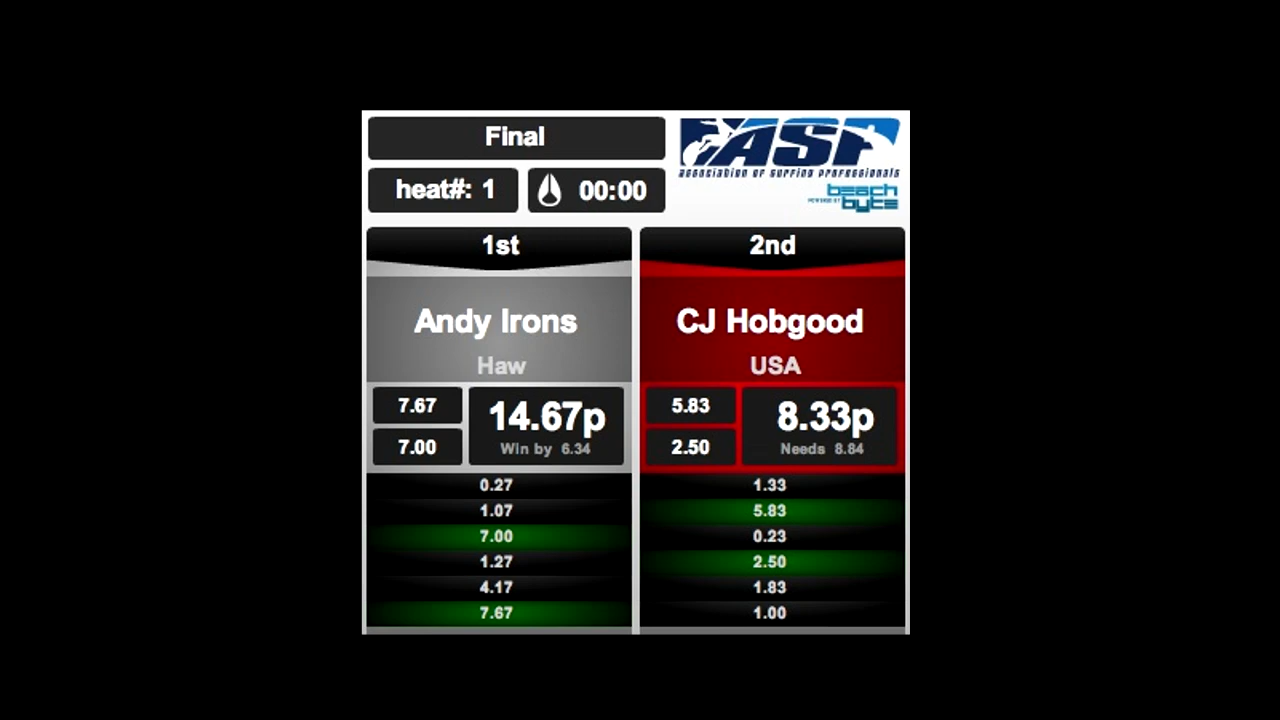 Final
heat#: 1
00:00
ASP
association of surfing professionals
POWERED BY
beach
byte
1st
Andy Irons
Haw
7.67
7.00
14.67p
Win by 6.34
0.27
1.07
7.00
1.27
4.17
7.67
2nd
CJ Hobgood
USA
5.83
2.50
8.33p
Needs 8.84
1.33
5.83
0.23
2.50
1.83
1.00